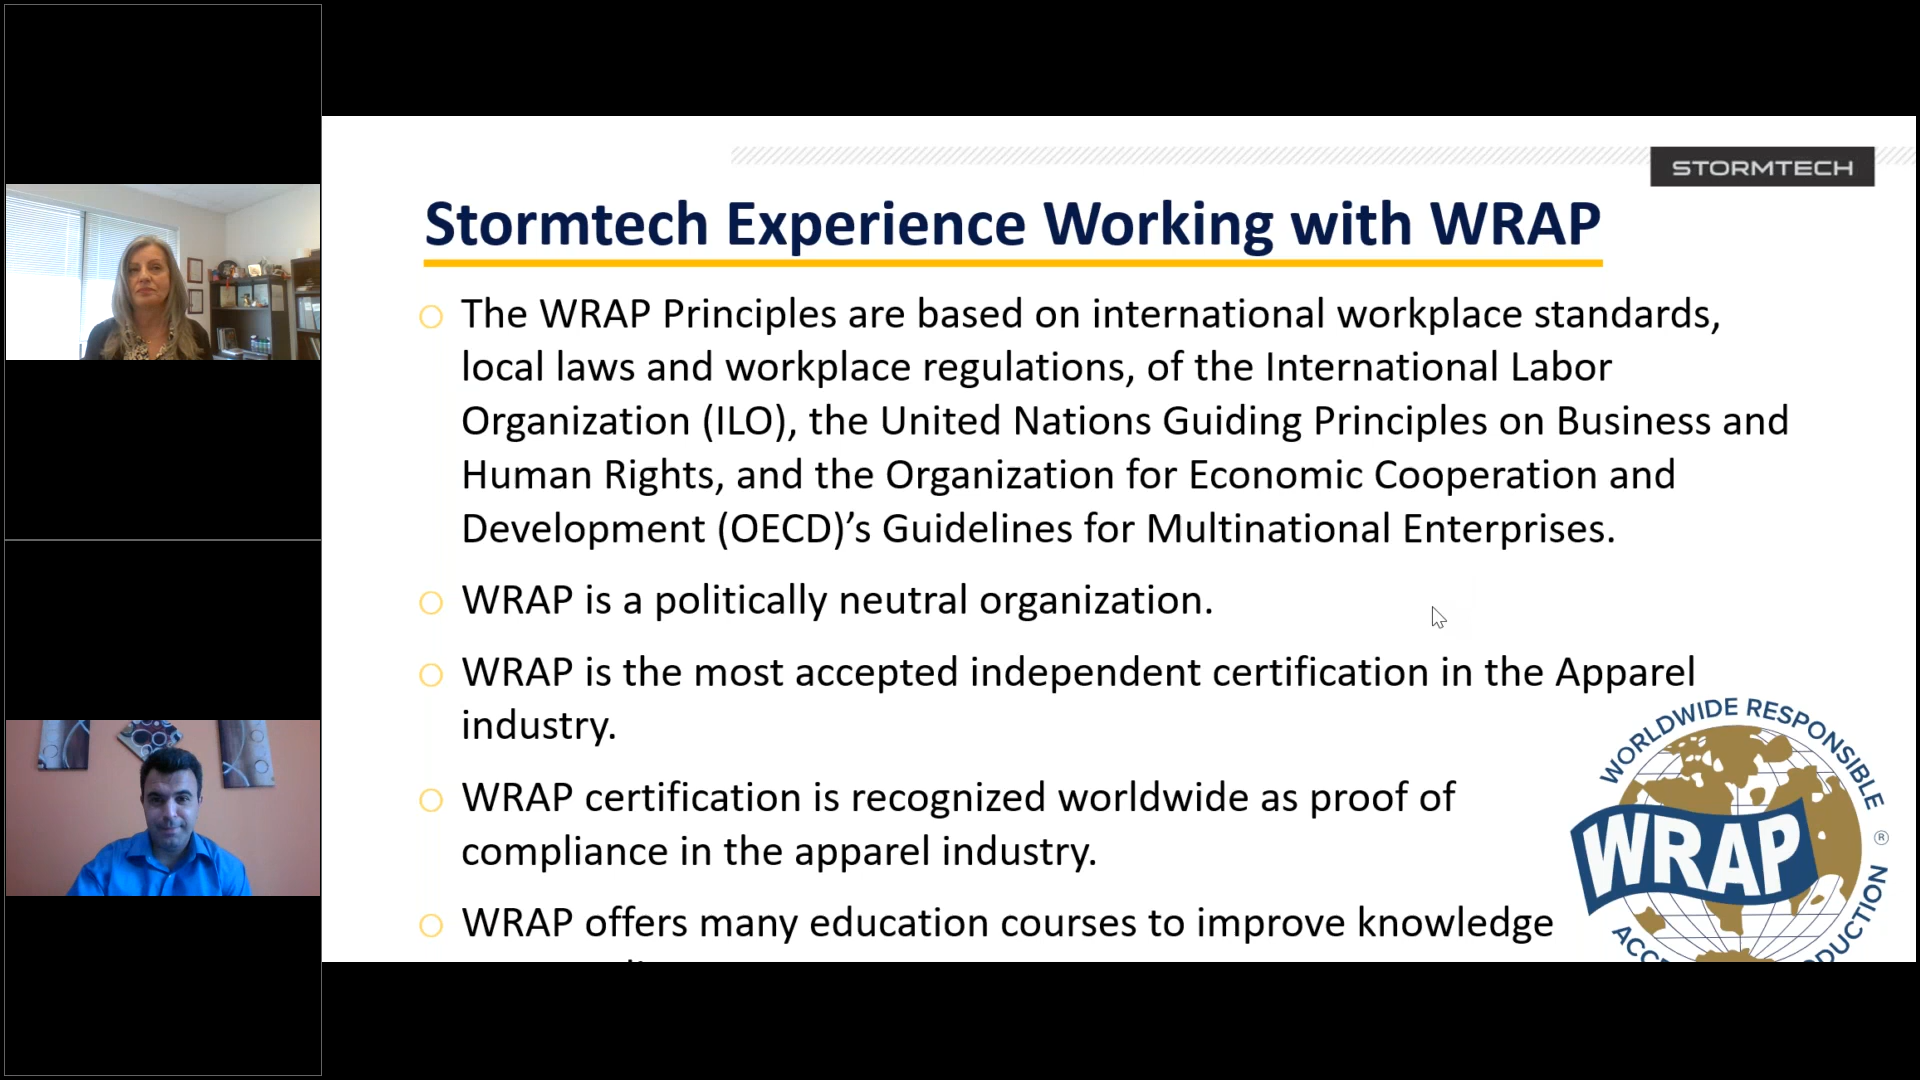 STORMTECH
Stormtech Experience Working with WRAP
The WRAP Principles are based on international workplace standards,
local laws and workplace regulations, of the International Labor
Organization (ILO), the United Nations Guiding Principles on Business and
Human Rights, and the Organization for Economic Cooperation and
Development (OECD)’s Guidelines for Multinational Enterprises.
WRAP is a politically neutral organization.
WRAP is the most accepted independent certification in the Apparel
industry.
WRAP certification is recognized worldwide as proof of
compliance in the apparel industry.
WRAP offers many education courses to improve knowledge
WORLDWIDE RESPONSIBLE
WRAP
®